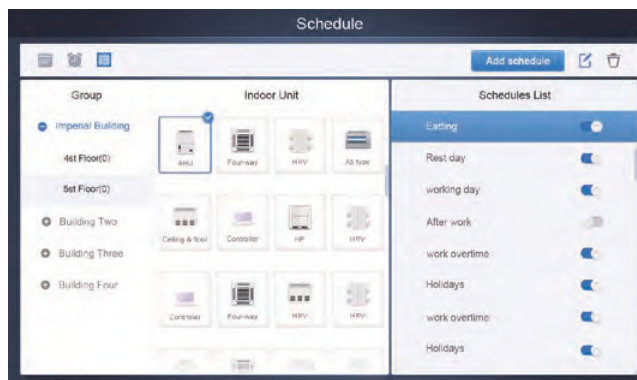 Schedule
Add schedule
Group
Indoor Unit
Schedules List
Imperial Building
4st Floor(0)
5st Floor(0)
Building Two
Building Three
Building Four
AHU
Four-way
HRV
All type
Ceiling & floor
Controller
HP
HRV
Controller
Four-way
HRV
HRV
Eatting
Rest day
working day
After work
work overtime
Holidays
work overtime
Holidays